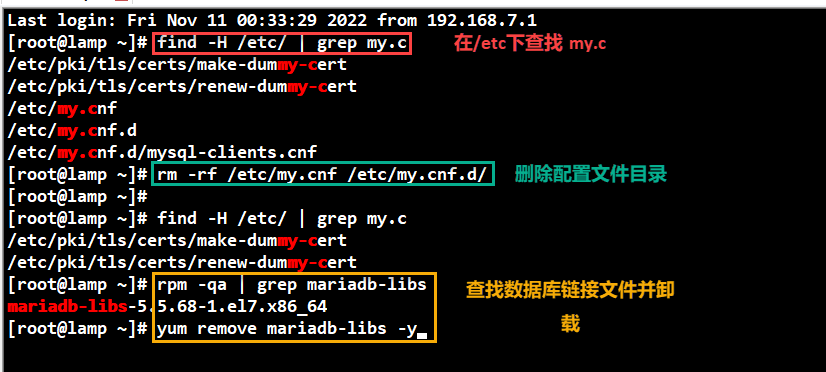 Last login: Fri Nov 11 00:33:29 2022 from 192.168.7.1
[root@lamp ~]# find -H /etc/ | grep my.c 在/etc下查找 my.c
/etc/pki/tls/certs/make-dummy-cert
/etc/pki/tls/certs/renew-dummy-cert
/etc/my.cnf
/etc/my.cnf.d
/etc/my.cnf.d/mysql-clients.cnf
[root@lamp ~]# rm -rf /etc/my.cnf /etc/my.cnf.d/ 删除配置文件目录
[root@lamp ~]#
[root@lamp ~]# find -H /etc/ | grep my.c
/etc/pki/tls/certs/make-dummy-cert
/etc/pki/tls/certs/renew-dummy-cert
[root@lamp ~]# rpm -qa | grep mariadb-libs 查找数据库链接文件并卸
mariadb-libs-5.5.68-1.el7.x86_64
[root@lamp ~]# yum remove mariadb-libs -y 载